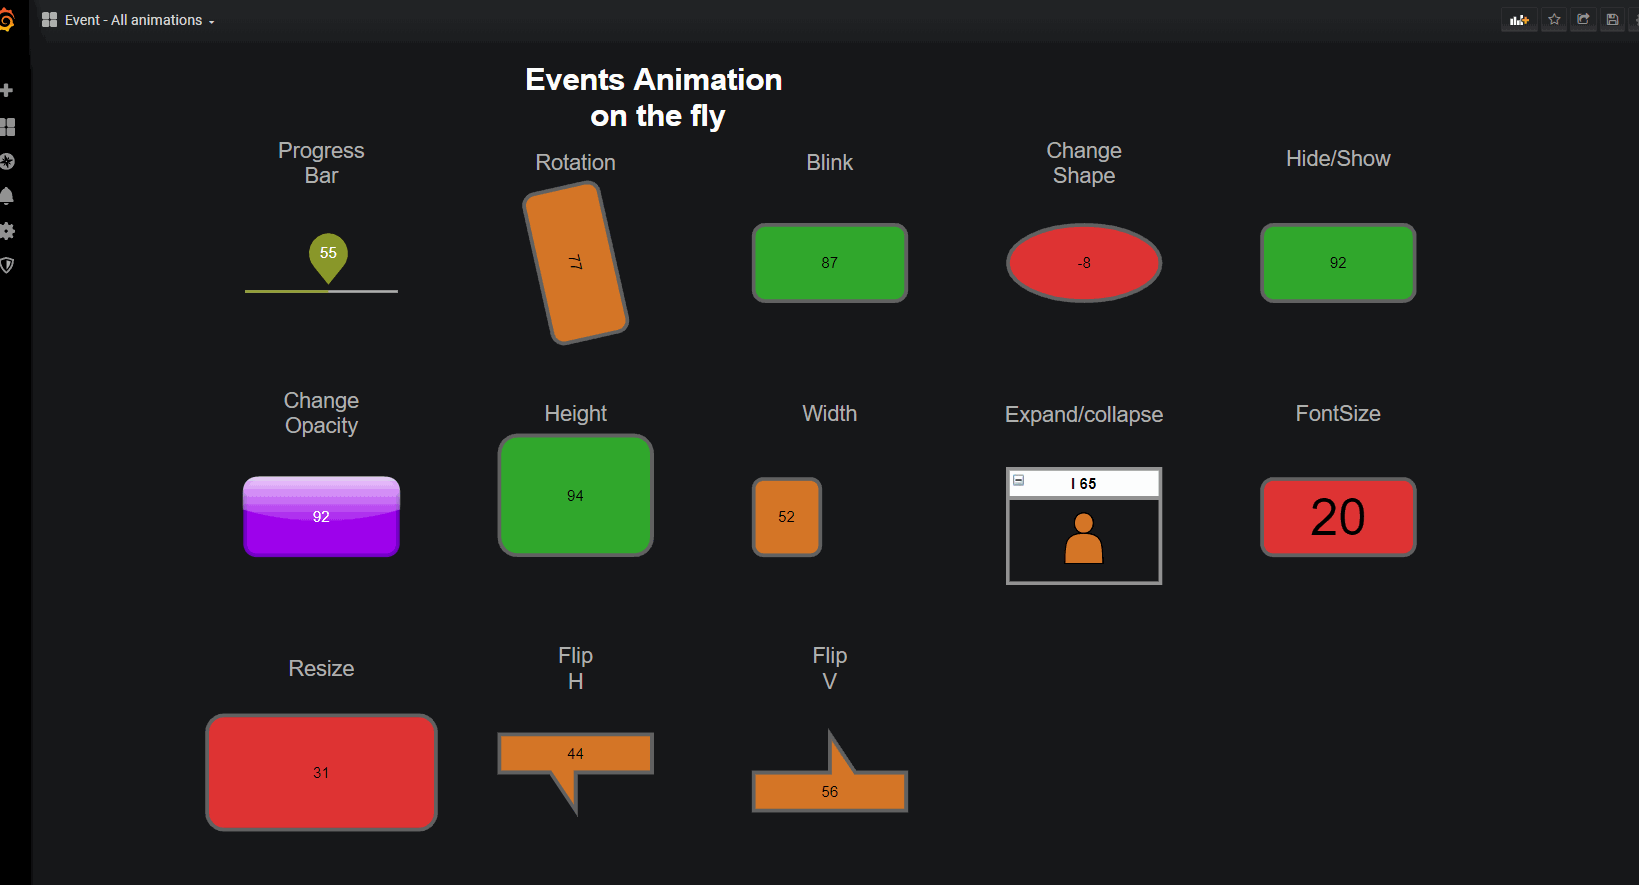 Event - All animations
Events Animation
on the fly
Progress
Bar
Rotation
Blink
Change
Shape
Hide/Show
55
77
87
-8
92
Change
Opacity
Height
Width
Expand/collapse
FontSize
92
94
52
I 65
20
Resize
Flip
H
Flip
V
31
44
56